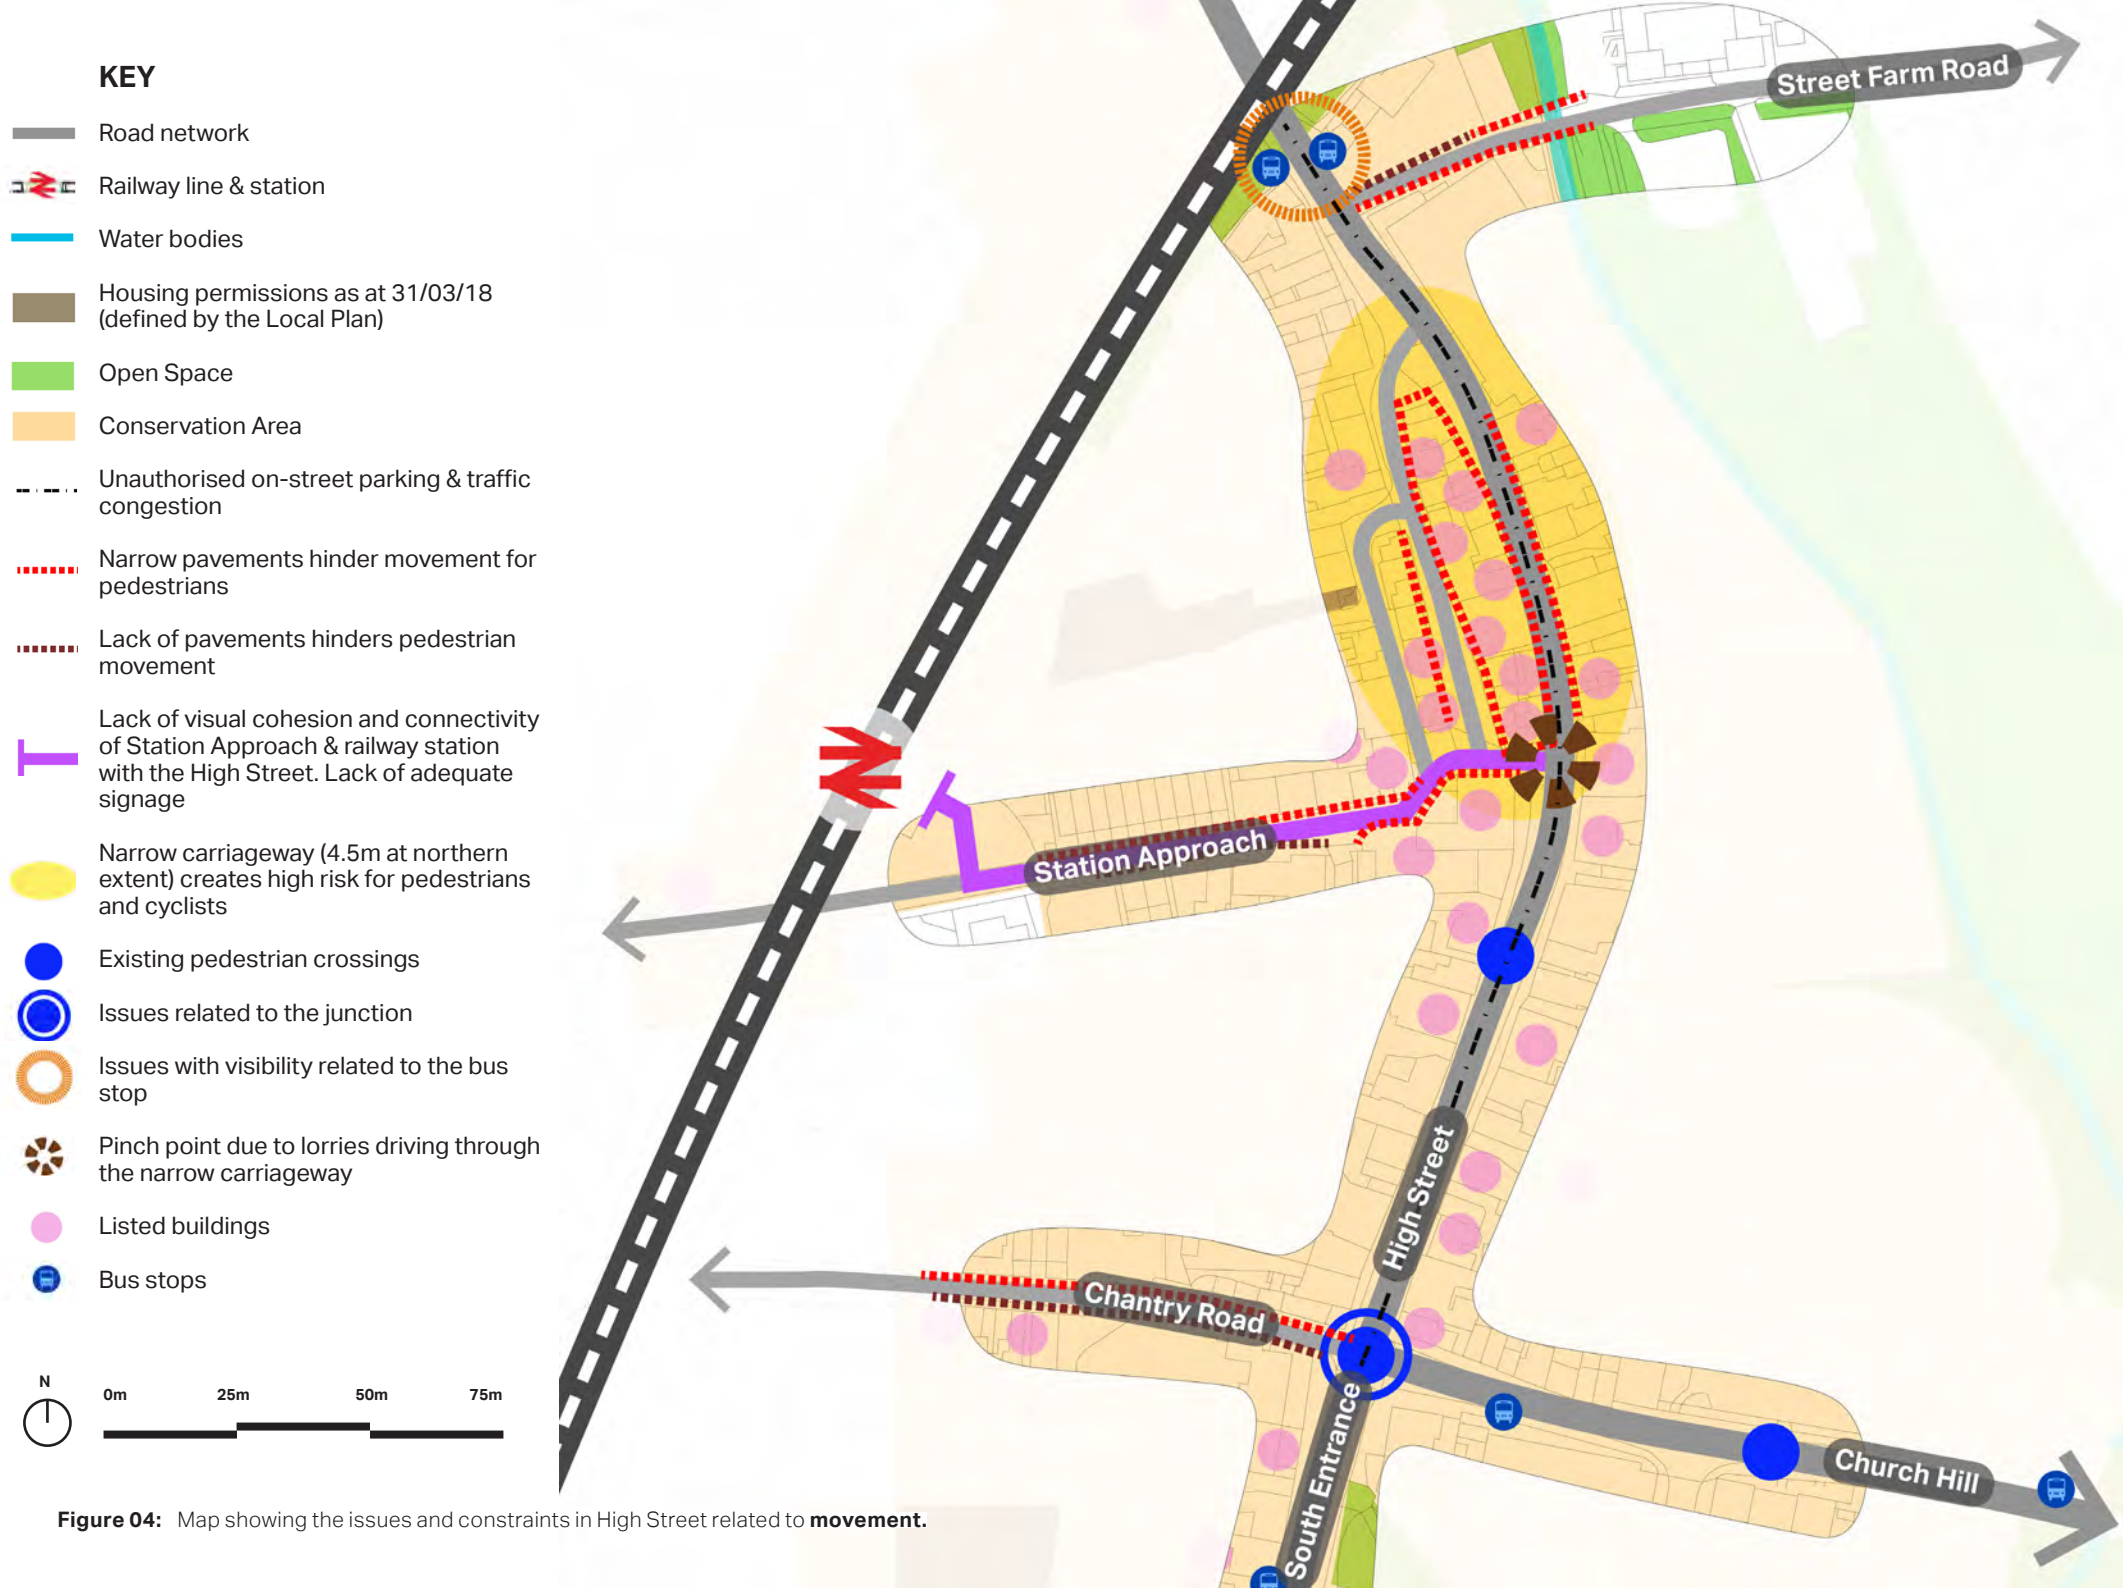 KEY
Road network
Railway line & station
Water bodies
Housing permissions as at 31/03/18
(defined by the Local Plan)
Open Space
Conservation Area
Unauthorised on-street parking & traffic
congestion
Narrow pavements hinder movement for
pedestrians
Lack of pavements hinders pedestrian
movement
Lack of visual cohesion and connectivity
of Station Approach & railway station
with the High Street. Lack of adequate
signage
Narrow carriageway (4.5m at northern
extent) creates high risk for pedestrians
and cyclists
Existing pedestrian crossings
Issues related to the junction
Issues with visibility related to the bus
stop
Pinch point due to lorries driving through
the narrow carriageway
Listed buildings
Bus stops
N
0m 25m 50m 75m
Street Farm Road
Station Approach
High Street
Chantry Road
South Entrance
Church Hill
Figure 04: Map showing the issues and constraints in High Street related to movement.